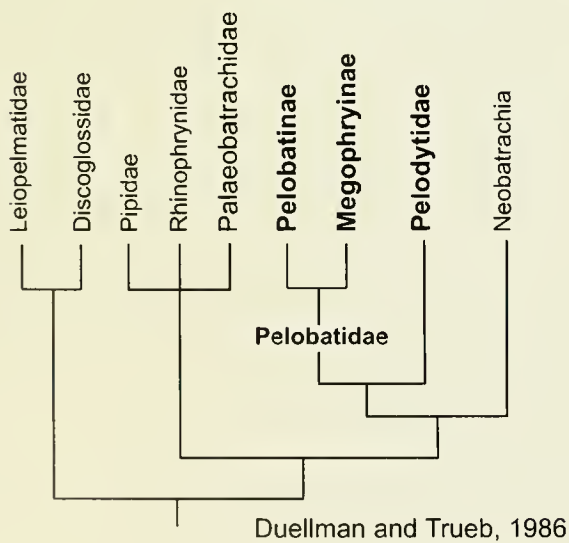 Leiopelmatidae
Discoglossidae
Pipidae
Rhinophrynidae
Palaeobatrachidae
Pelobatinae
Megophryinae
Pelodytidae
Neobatrachia
Pelobatidae
Duellman and Trueb, 1986